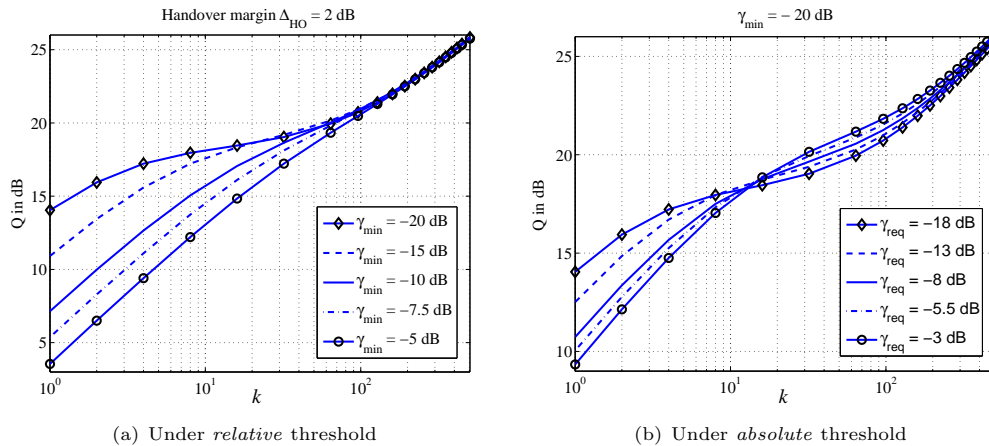 Handover margin Δ_HO = 2 dB
Q in dB
25
20
15
10
5
10^0
10^1
10^2
k
γ_min = −20 dB
γ_min = −15 dB
γ_min = −10 dB
γ_min = −7.5 dB
γ_min = −5 dB
(a) Under relative threshold
γ_min = − 20 dB
Q in dB
25
20
15
10
10^0
10^1
10^2
k
γ_req = −18 dB
γ_req = −13 dB
γ_req = −8 dB
γ_req = −5.5 dB
γ_req = −3 dB
(b) Under absolute threshold